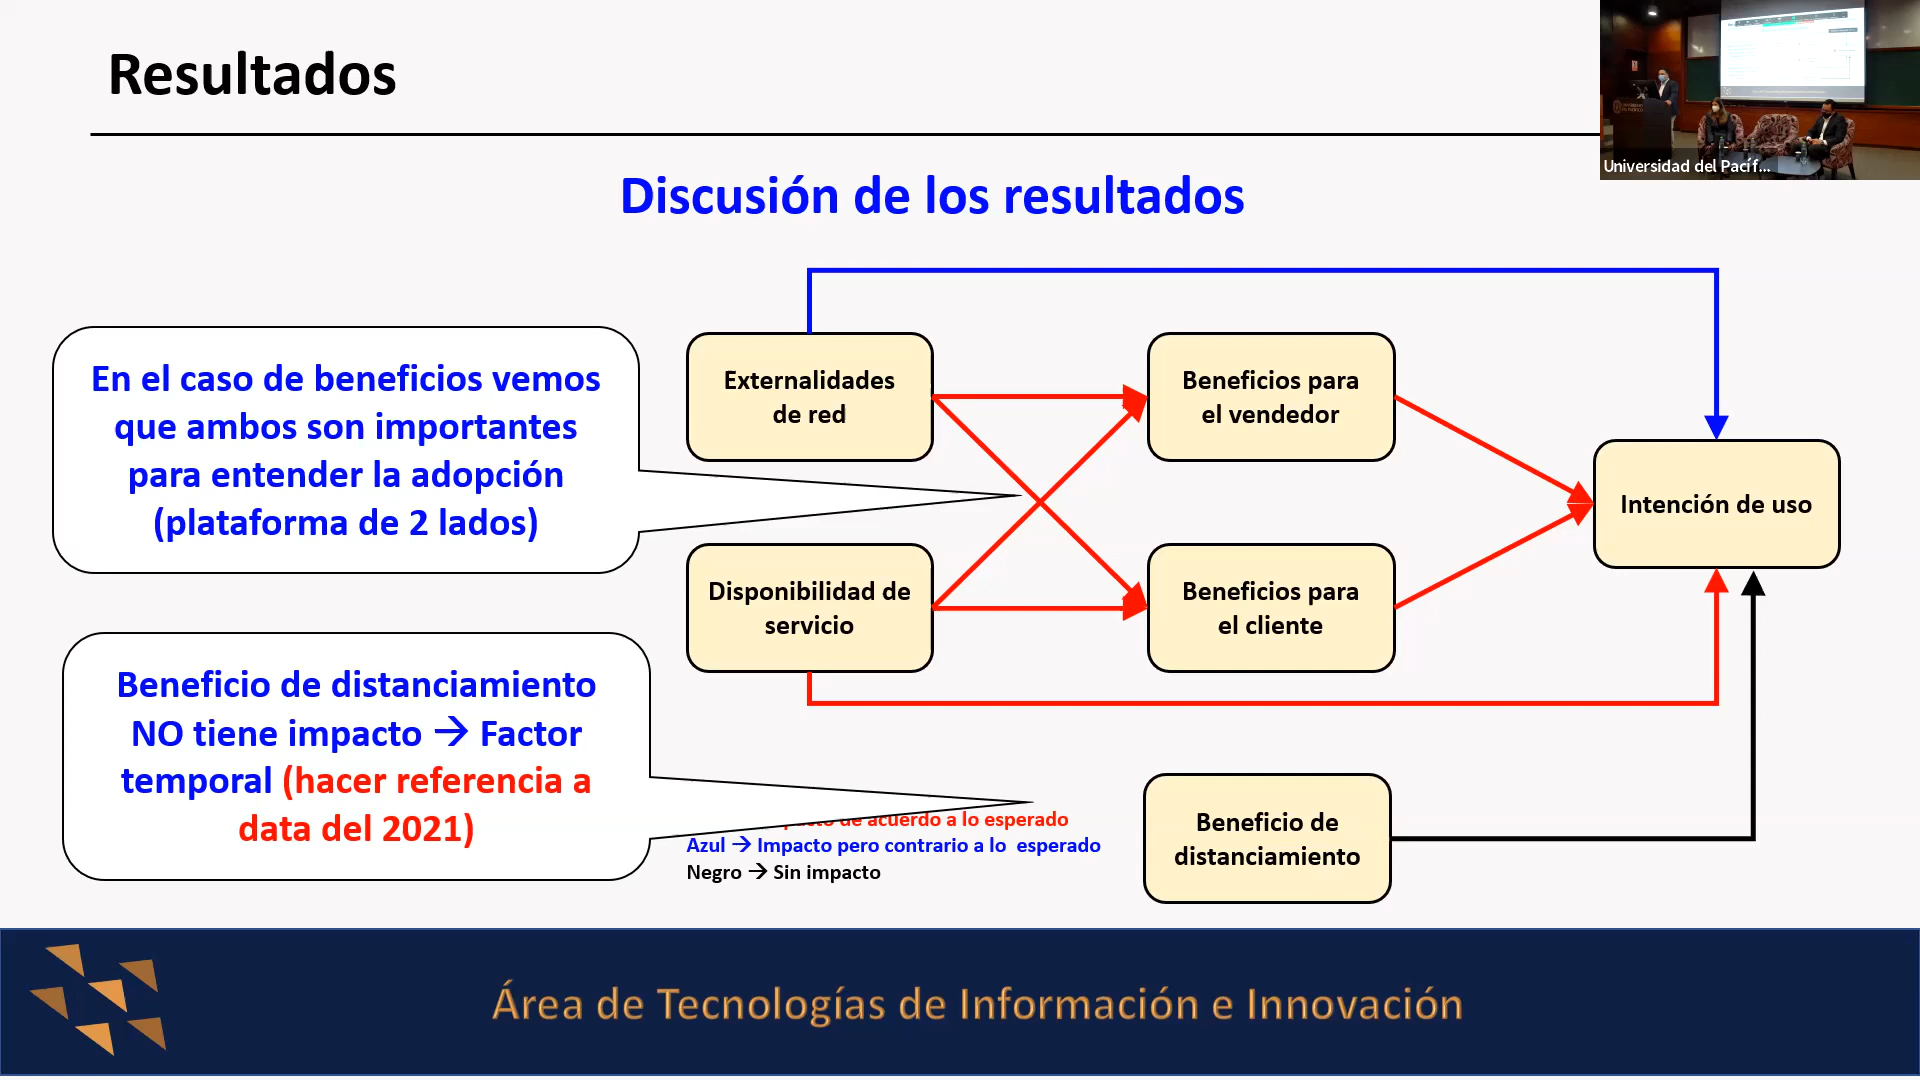 Resultados
Universidad del Pacíf...
Discusión de los resultados
En el caso de beneficios vemos
que ambos son importantes
para entender la adopción
(plataforma de 2 lados)
Externalidades
de red
Beneficios para
el vendedor
Intención de uso
Disponibilidad de
servicio
Beneficios para
el cliente
Beneficio de distanciamiento
NO tiene impacto → Factor
temporal (hacer referencia a
data del 2021)
de acuerdo a lo esperado
Azul → Impacto pero contrario a lo esperado
Negro → Sin impacto
Beneficio de
distanciamiento
Área de Tecnologías de Información e Innovación